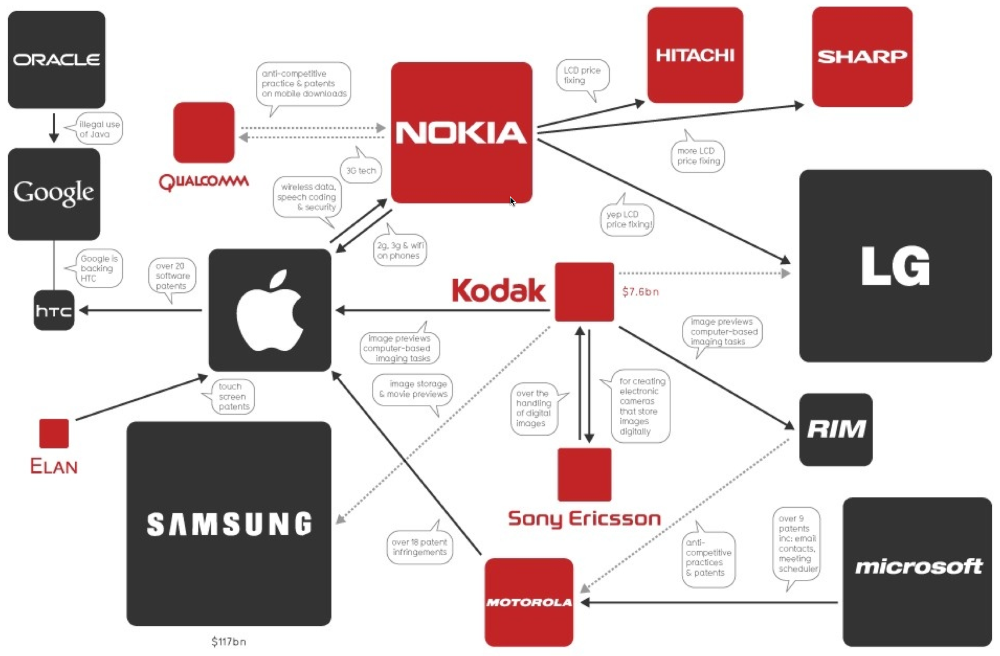 ORACLE
HITACHI
SHARP
anti-competitive
practice & patents
on mobile downloads
LCD price
fixing
illegal use
of Java
NOKIA
more LCD
price fixing
3G tech
QUALCOMM
Google
wireless data,
speech coding
& security
yep LCD
price fixing!
2g, 3g & wifi
on phones
Google is
backing
HTC
over 20
software
patents
LG
Kodak
$7.6bn
hTC
image previews
computer-based
imaging tasks
image previews
computer-based
imaging tasks
touch
screen
patents
image storage
& movie previews
over the
handling
of digital
images
for creating
electronic
cameras
that store
images
digitally
RIM
ELAN
SAMSUNG
Sony Ericsson
over 18 patent
infringements
anti-
competitive
practices
& patents
over 9
patents
inc: email
contacts,
meeting
scheduler
microsoft
MOTOROLA
$117bn